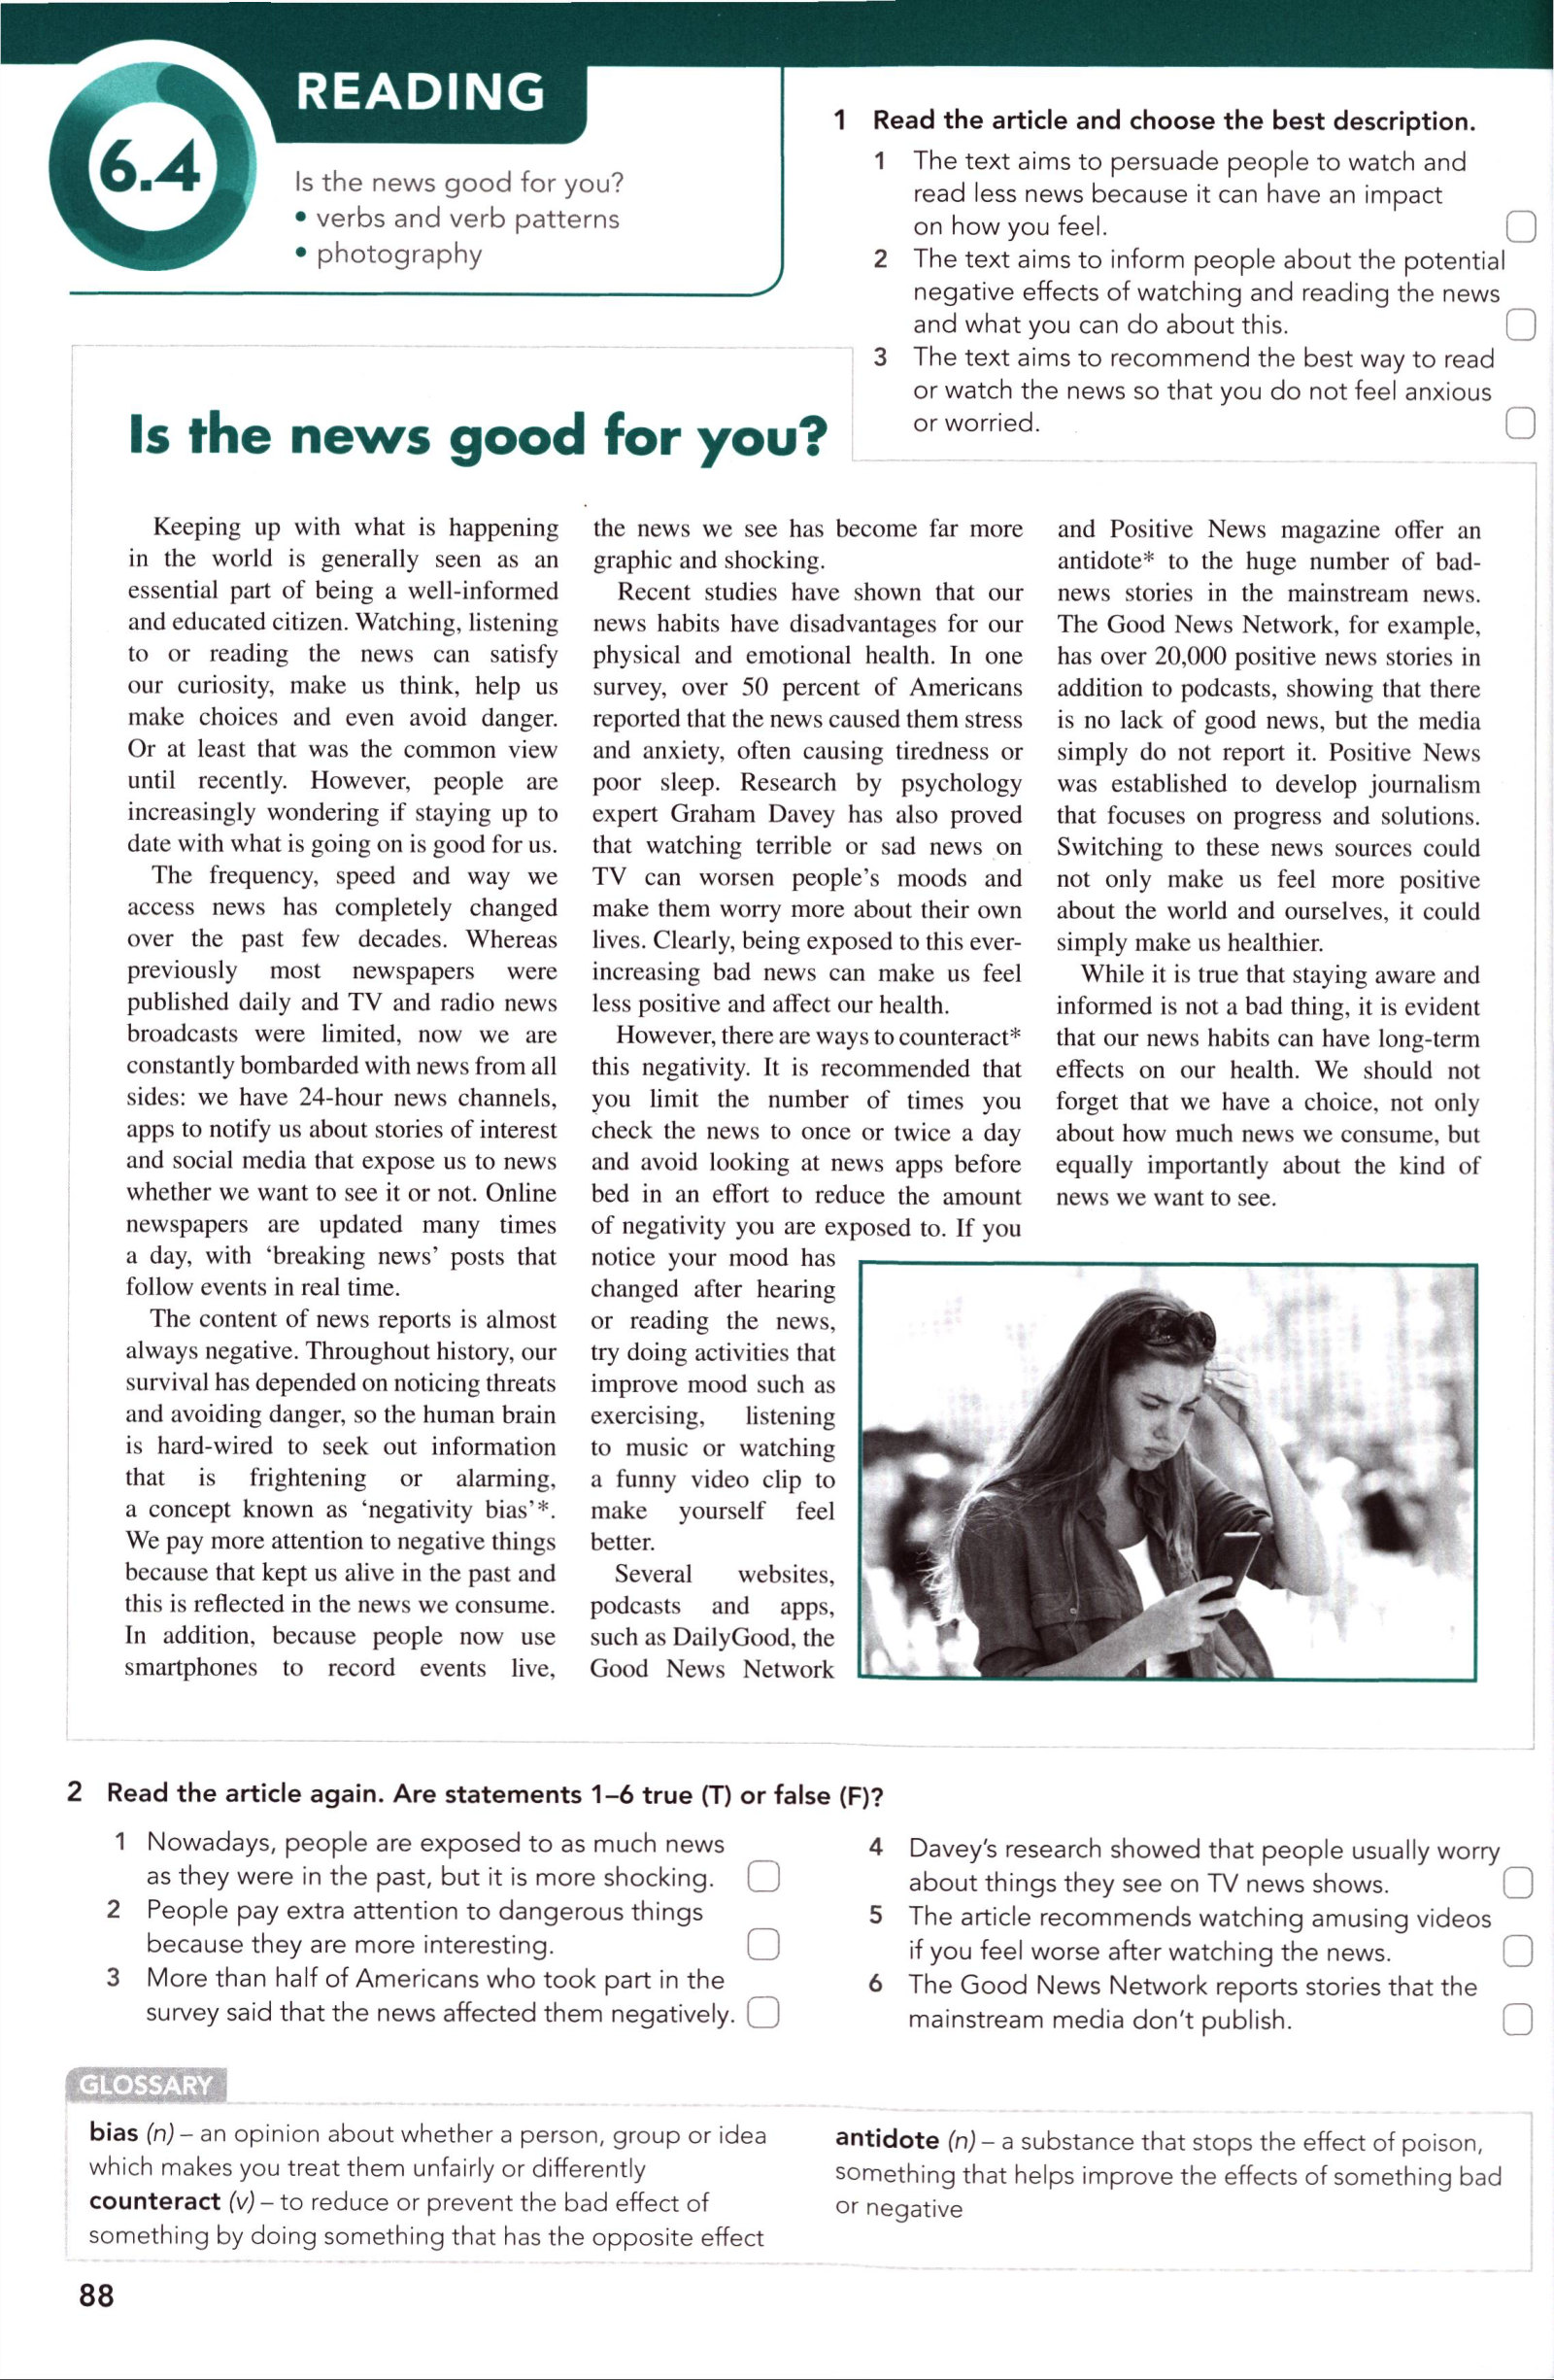 READING
6.4
Is the news good for you?
• verbs and verb patterns
• photography
1 Read the article and choose the best description.
1 The text aims to persuade people to watch and
read less news because it can have an impact
on how you feel.
2 The text aims to inform people about the potential
negative effects of watching and reading the news
and what you can do about this.
3 The text aims to recommend the best way to read
or watch the news so that you do not feel anxious
or worried.
Is the news good for you?
Keeping up with what is happening
in the world is generally seen as an
essential part of being a well-informed
and educated citizen. Watching, listening
to or reading the news can satisfy
our curiosity, make us think, help us
make choices and even avoid danger.
Or at least that was the common view
until recently. However, people are
increasingly wondering if staying up to
date with what is going on is good for us.
The frequency, speed and way we
access news has completely changed
over the past few decades. Whereas
previously most newspapers were
published daily and TV and radio news
broadcasts were limited, now we are
constantly bombarded with news from all
sides: we have 24-hour news channels,
apps to notify us about stories of interest
and social media that expose us to news
whether we want to see it or not. Online
newspapers are updated many times
a day, with ‘breaking news’ posts that
follow events in real time.
The content of news reports is almost
always negative. Throughout history, our
survival has depended on noticing threats
and avoiding danger, so the human brain
is hard-wired to seek out information
that is frightening or alarming,
a concept known as ‘negativity bias’*.
We pay more attention to negative things
because that kept us alive in the past and
this is reflected in the news we consume.
In addition, because people now use
smartphones to record events live,
the news we see has become far more
graphic and shocking.
Recent studies have shown that our
news habits have disadvantages for our
physical and emotional health. In one
survey, over 50 percent of Americans
reported that the news caused them stress
and anxiety, often causing tiredness or
poor sleep. Research by psychology
expert Graham Davey has also proved
that watching terrible or sad news on
TV can worsen people’s moods and
make them worry more about their own
lives. Clearly, being exposed to this ever-
increasing bad news can make us feel
less positive and affect our health.
However, there are ways to counteract*
this negativity. It is recommended that
you limit the number of times you
check the news to once or twice a day
and avoid looking at news apps before
bed in an effort to reduce the amount
of negativity you are exposed to. If you
notice your mood has
changed after hearing
or reading the news,
try doing activities that
improve mood such as
exercising, listening
to music or watching
a funny video clip to
make yourself feel
better.
Several websites,
podcasts and apps,
such as DailyGood, the
Good News Network
and Positive News magazine offer an
antidote* to the huge number of bad-
news stories in the mainstream news.
The Good News Network, for example,
has over 20,000 positive news stories in
addition to podcasts, showing that there
is no lack of good news, but the media
simply do not report it. Positive News
was established to develop journalism
that focuses on progress and solutions.
Switching to these news sources could
not only make us feel more positive
about the world and ourselves, it could
simply make us healthier.
While it is true that staying aware and
informed is not a bad thing, it is evident
that our news habits can have long-term
effects on our health. We should not
forget that we have a choice, not only
about how much news we consume, but
equally importantly about the kind of
news we want to see.
2 Read the article again. Are statements 1–6 true (T) or false (F)?
1 Nowadays, people are exposed to as much news
as they were in the past, but it is more shocking.
2 People pay extra attention to dangerous things
because they are more interesting.
3 More than half of Americans who took part in the
survey said that the news affected them negatively.
4 Davey’s research showed that people usually worry
about things they see on TV news shows.
5 The article recommends watching amusing videos
if you feel worse after watching the news.
6 The Good News Network reports stories that the
mainstream media don’t publish.
GLOSSARY
bias (n) – an opinion about whether a person, group or idea
which makes you treat them unfairly or differently
counteract (v) – to reduce or prevent the bad effect of
something by doing something that has the opposite effect
antidote (n) – a substance that stops the effect of poison,
something that helps improve the effects of something bad
or negative
88